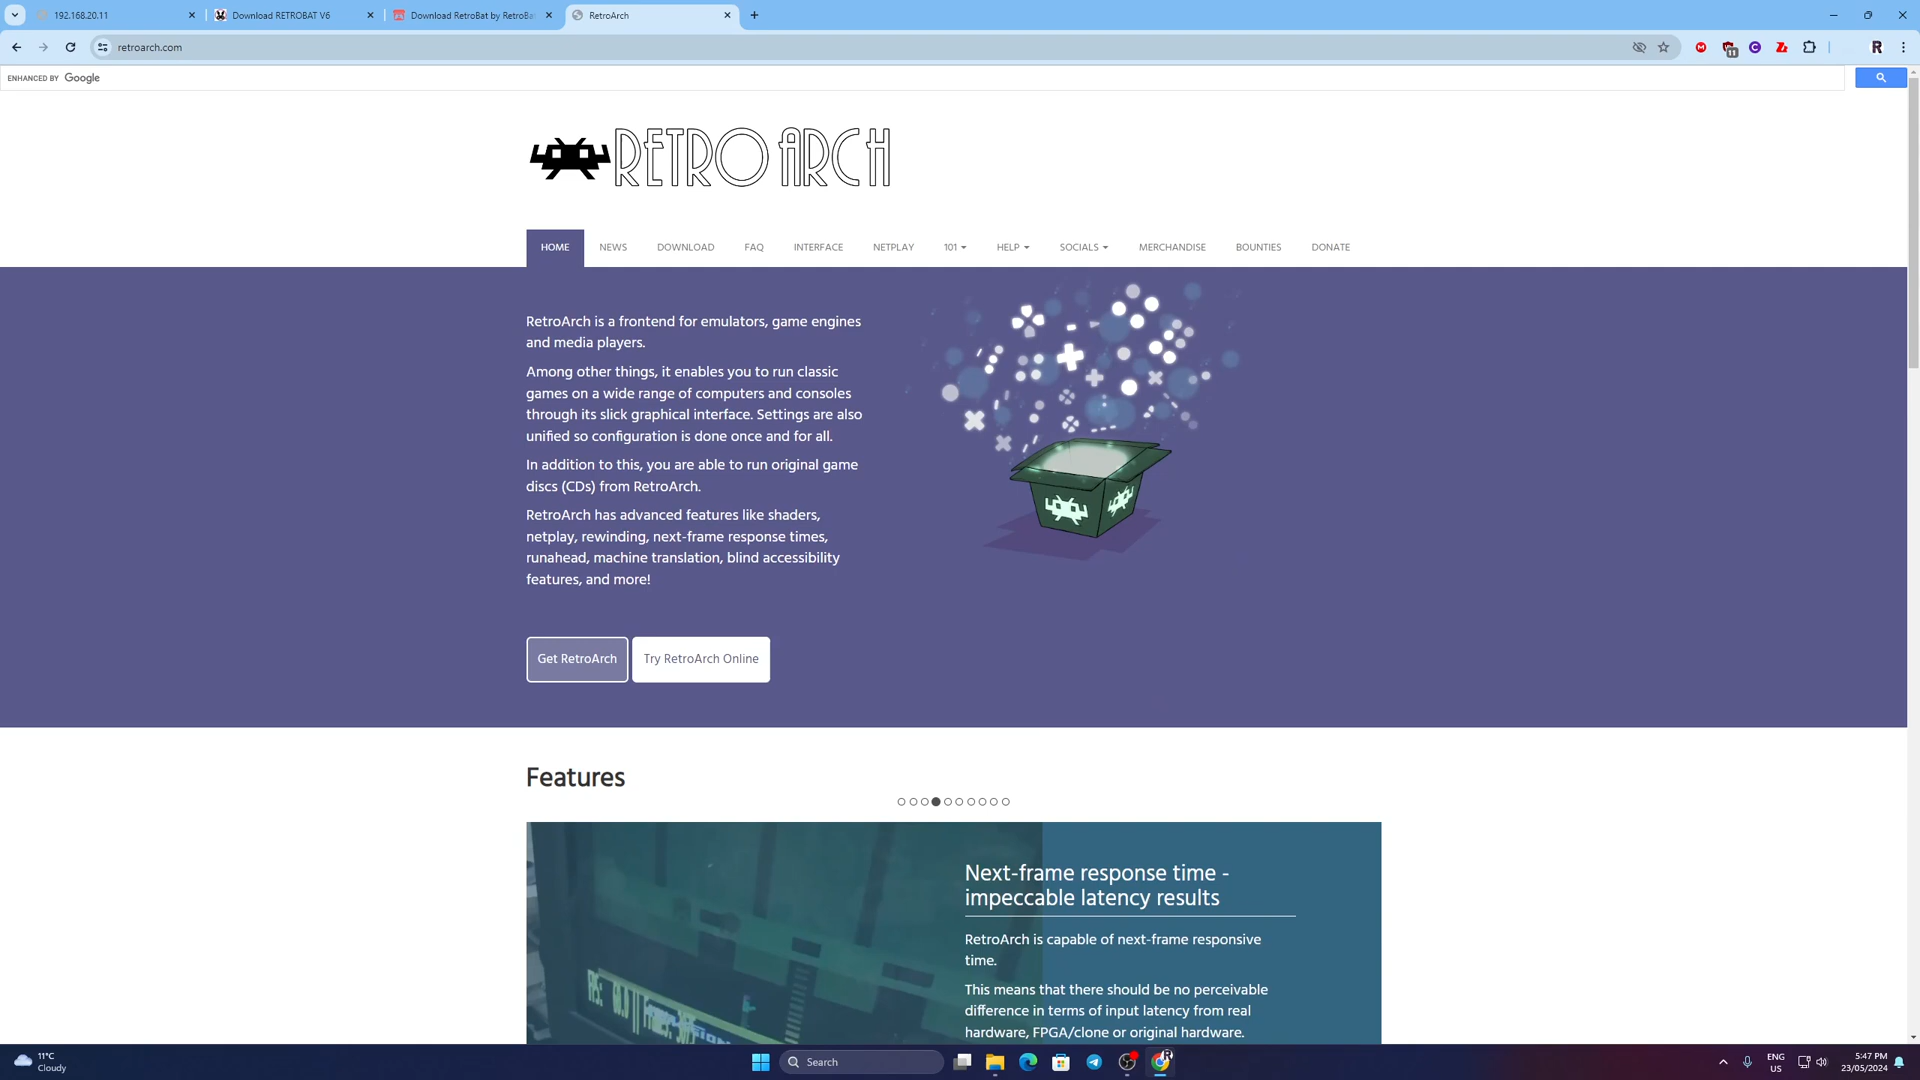 192.168.20.11
Download RETROBAT V6
Download RetroBat by RetroBat
RetroArch
retroarch.com
11
R
ENHANCED BY Google
RETRO ARCH
HOME NEWS DOWNLOAD FAQ INTERFACE NETPLAY 101 HELP SOCIALS MERCHANDISE BOUNTIES DONATE
RetroArch is a frontend for emulators, game engines
and media players.
Among other things, it enables you to run classic
games on a wide range of computers and consoles
through its slick graphical interface. Settings are also
unified so configuration is done once and for all.
In addition to this, you are able to run original game
discs (CDs) from RetroArch.
RetroArch has advanced features like shaders,
netplay, rewinding, next-frame response times,
runahead, machine translation, blind accessibility
features, and more!
Get RetroArch
Try RetroArch Online
Features
Next-frame response time -
impeccable latency results
RetroArch is capable of next-frame responsive
time.
This means that there should be no perceivable
difference in terms of input latency from real
hardware, FPGA/clone or original hardware.
11°C
Cloudy
Search
ENG
US
5:47 PM
23/05/2024